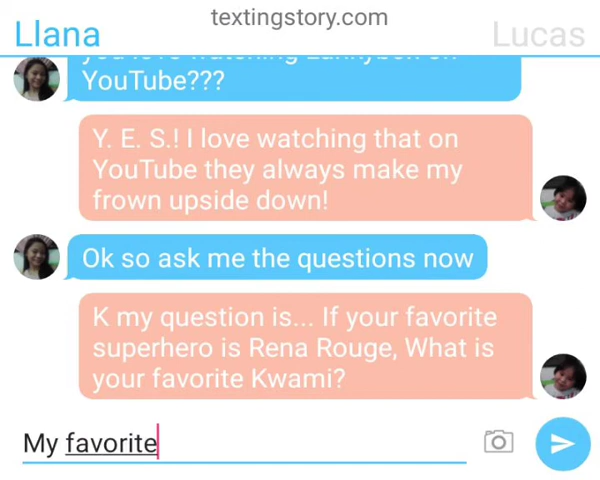 textingstory.com
Llana
Lucas
YouTube???
Y. E. S.! I love watching that on
YouTube they always make my
frown upside down!
Ok so ask me the questions now
K my question is... If your favorite
superhero is Rena Rouge, What is
your favorite Kwami?
My favorite